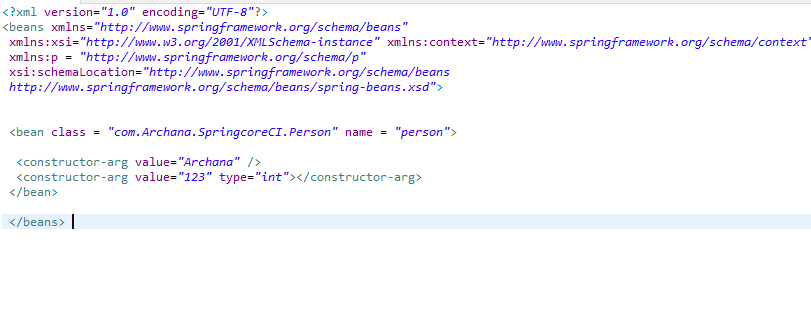 <?xml version="1.0" encoding="UTF-8"?>
<beans xmlns="http://www.springframework.org/schema/beans"
xmlns:xsi="http://www.w3.org/2001/XMLSchema-instance" xmlns:context="http://www.springframework.org/schema/context"
xmlns:p = "http://www.springframework.org/schema/p"
xsi:schemaLocation="http://www.springframework.org/schema/beans
http://www.springframework.org/schema/beans/spring-beans.xsd">
<bean class = "com.Archana.SpringcoreCI.Person" name = "person">
<constructor-arg value="Archana" />
<constructor-arg value="123" type="int"></constructor-arg>
</bean>
</beans>